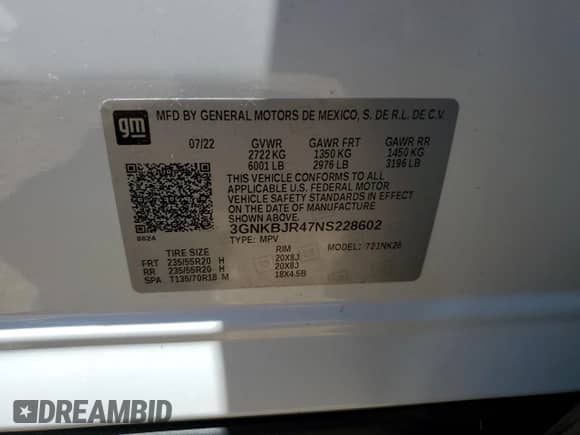 gm
MFD BY GENERAL MOTORS DE MEXICO, S. DE R.L. DE C.V.
07/22 GVWR GAWR FRT GAWR RR
2722 KG 1350 KG 1450 KG
6001 LB 2976 LB 3196 LB
THIS VEHICLE CONFORMS TO ALL
APPLICABLE U.S. FEDERAL MOTOR
VEHICLE SAFETY STANDARDS IN EFFECT
ON THE DATE OF MANUFACTURE
SHOWN ABOVE.
3GNKBJR47NS228602
8624 TYPE: MPV MODEL: 721NK26
TIRE SIZE RIM
FRT 235/55R20 H 20X8J
RR 235/55R20 H 20X8J
SPA T135/70R18 M 18X4.5B
DREAMBID